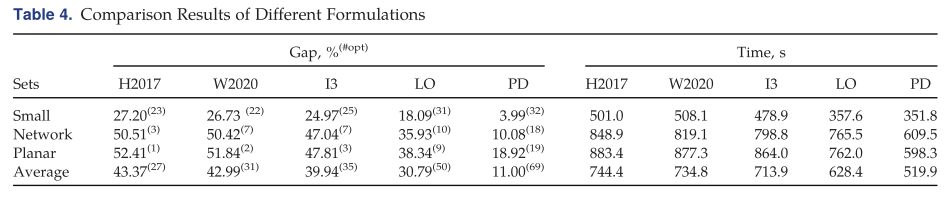 Table 4. Comparison Results of Different Formulations
Gap, %(#opt) Time, s
Sets H2017 W2020 I3 LO PD H2017 W2020 I3 LO PD
Small 27.20(23) 26.73 (22) 24.97(25) 18.09(31) 3.99(32) 501.0 508.1 478.9 357.6 351.8
Network 50.51(3) 50.42(7) 47.04(7) 35.93(10) 10.08(18) 848.9 819.1 798.8 765.5 609.5
Planar 52.41(1) 51.84(2) 47.81(3) 38.34(9) 18.92(19) 883.4 877.3 864.0 762.0 598.3
Average 43.37(27) 42.99(31) 39.94(35) 30.79(50) 11.00(69) 744.4 734.8 713.9 628.4 519.9